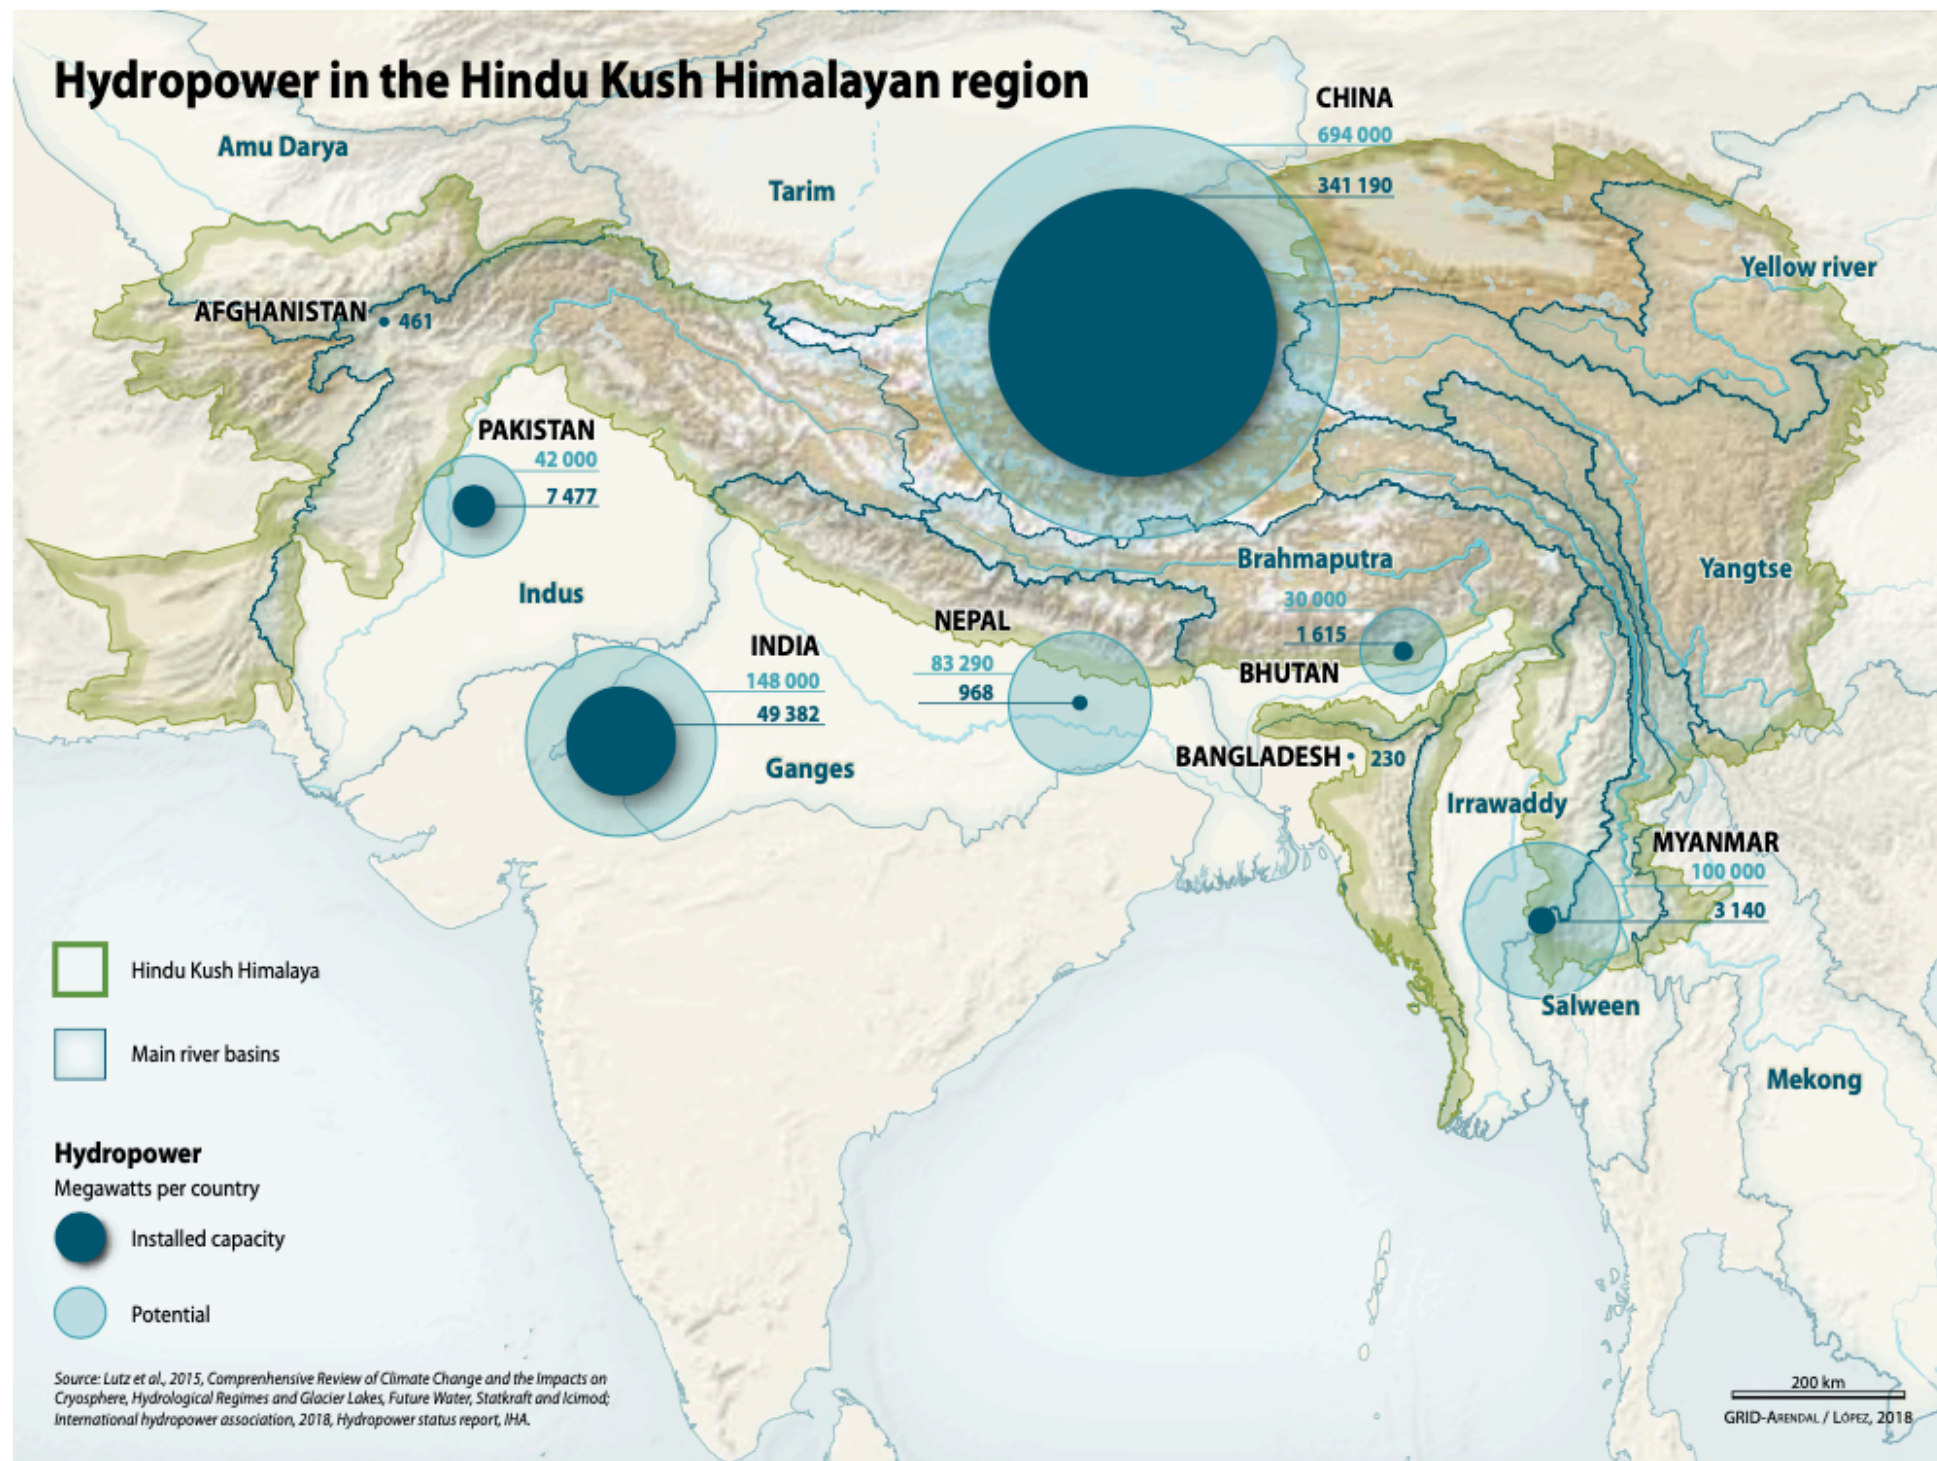 Hydropower in the Hindu Kush Himalayan region
CHINA
694 000
341 190
Amu Darya
Tarim
Yellow river
AFGHANISTAN
461
PAKISTAN
42 000
7 477
Indus
Brahmaputra
Yangtse
30 000
1 615
BHUTAN
NEPAL
83 290
968
INDIA
148 000
49 382
Ganges
BANGLADESH
230
Irrawaddy
MYANMAR
100 000
3 140
Salween
Mekong
Hindu Kush Himalaya
Main river basins
Hydropower
Megawatts per country
Installed capacity
Potential
Source: Lutz et al., 2015, Comprenhensive Review of Climate Change and the Impacts on
Cryosphere, Hydrological Regimes and Glacier Lakes, Future Water, Statkraft and Icimod;
International hydropower association, 2018, Hydropower status report, IHA.
200 km
GRID-ARENDAL / LÓPEZ, 2018